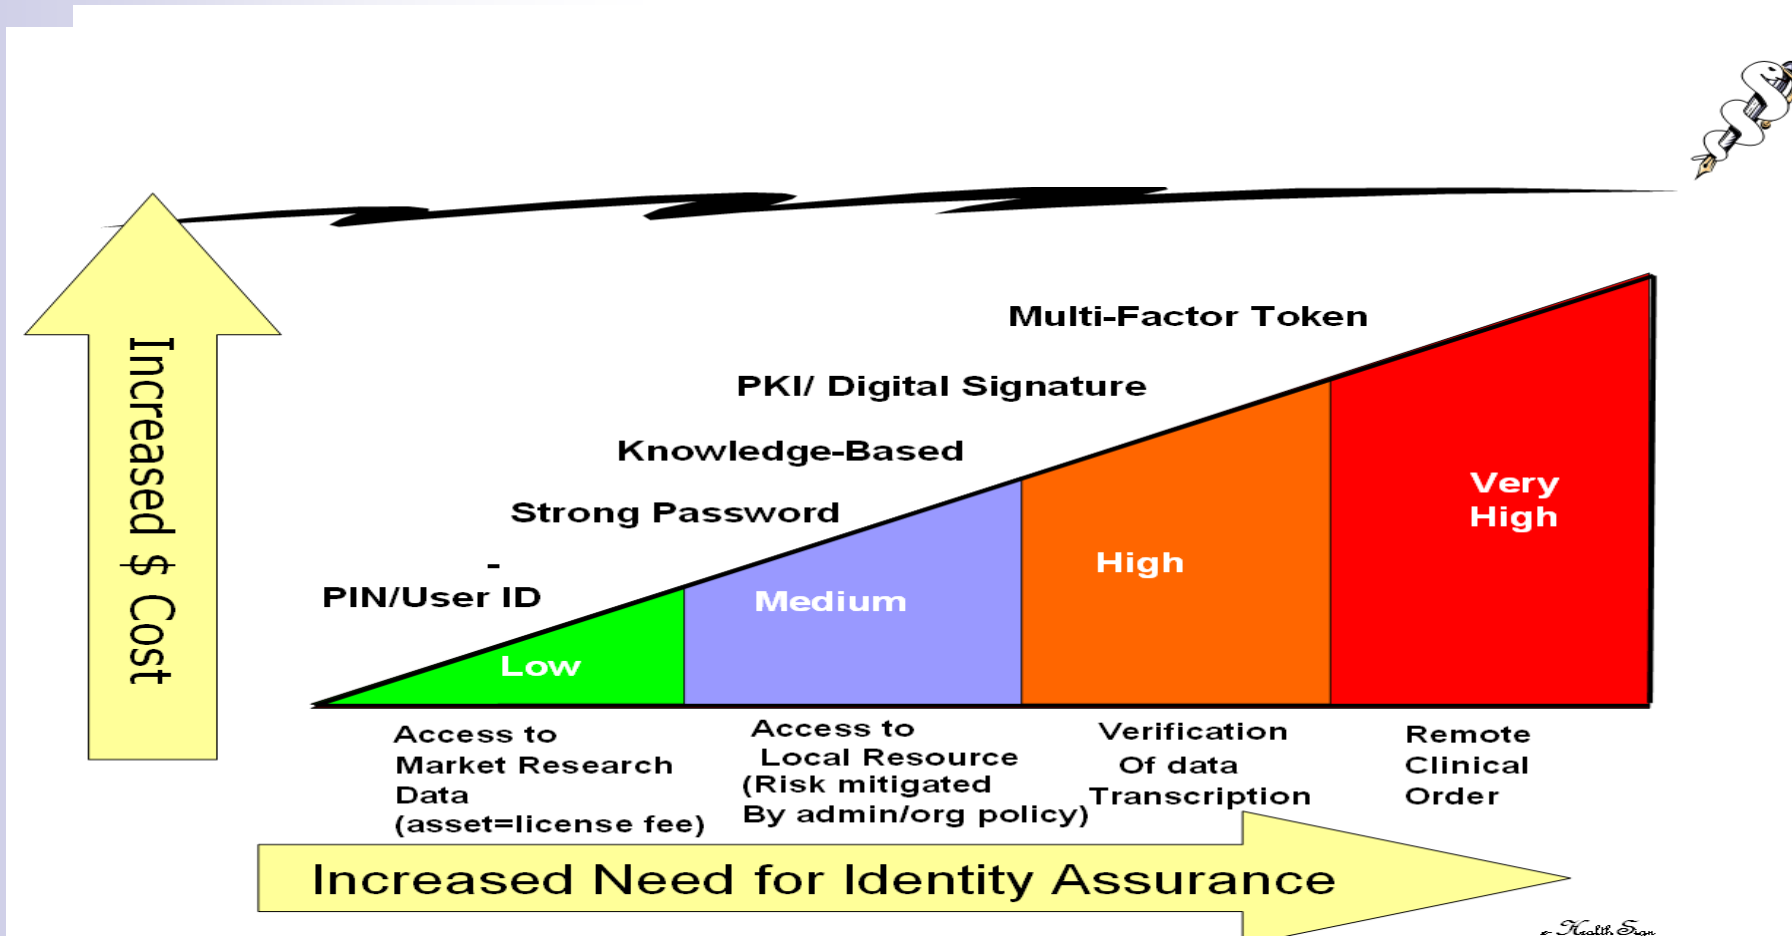 Multi-Factor Token
PKI/ Digital Signature
Knowledge-Based
Strong Password
-
PIN/User ID
Increased $ Cost
Low
Medium
High
Very
High
Access to
Market Research
Data
(asset=license fee)
Access to
Local Resource
(Risk mitigated
By admin/org policy)
Verification
Of data
Transcription
Remote
Clinical
Order
Increased Need for Identity Assurance
e-Health Sign